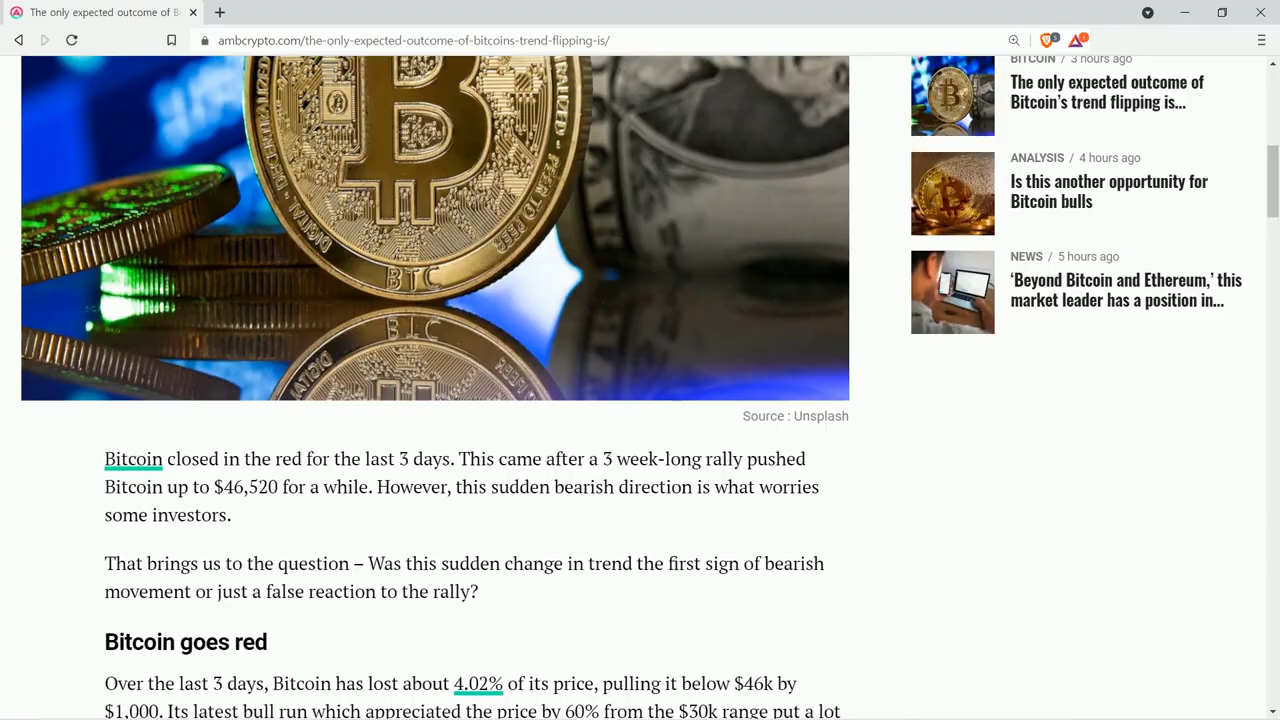 The only expected outcome of B
ambcrypto.com/the-only-expected-outcome-of-bitcoins-trend-flipping-is/
5
1
DECENTRALIZED
DIGITAL
PEER TO PEER
BTC
BTC
Source : Unsplash
Bitcoin closed in the red for the last 3 days. This came after a 3 week-long rally pushed
Bitcoin up to $46,520 for a while. However, this sudden bearish direction is what worries
some investors.
That brings us to the question – Was this sudden change in trend the first sign of bearish
movement or just a false reaction to the rally?
Bitcoin goes red
Over the last 3 days, Bitcoin has lost about 4.02% of its price, pulling it below $46k by
$1,000. Its latest bull run which appreciated the price by 60% from the $30k range put a lot
BITCOIN / 3 hours ago
The only expected outcome of
Bitcoin’s trend flipping is...
ANALYSIS / 4 hours ago
Is this another opportunity for
Bitcoin bulls
NEWS / 5 hours ago
‘Beyond Bitcoin and Ethereum,’ this
market leader has a position in...